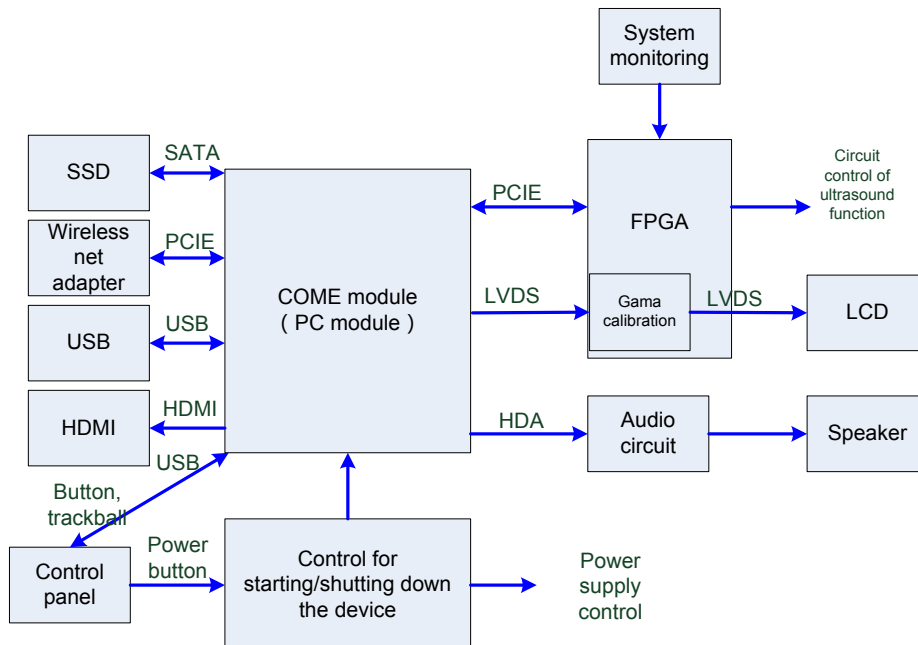 System
monitoring
SATA
SSD
PCIE
Circuit
control of
ultrasound
function
FPGA
Wireless
net
adapter
PCIE
COME module
( PC module )
LVDS
Gama
calibration
LVDS
LCD
USB
USB
HDMI
HDMI
HDA
Audio
circuit
Speaker
USB
Button,
trackball
Power
button
Control
panel
Control for
starting/shutting down
the device
Power
supply
control